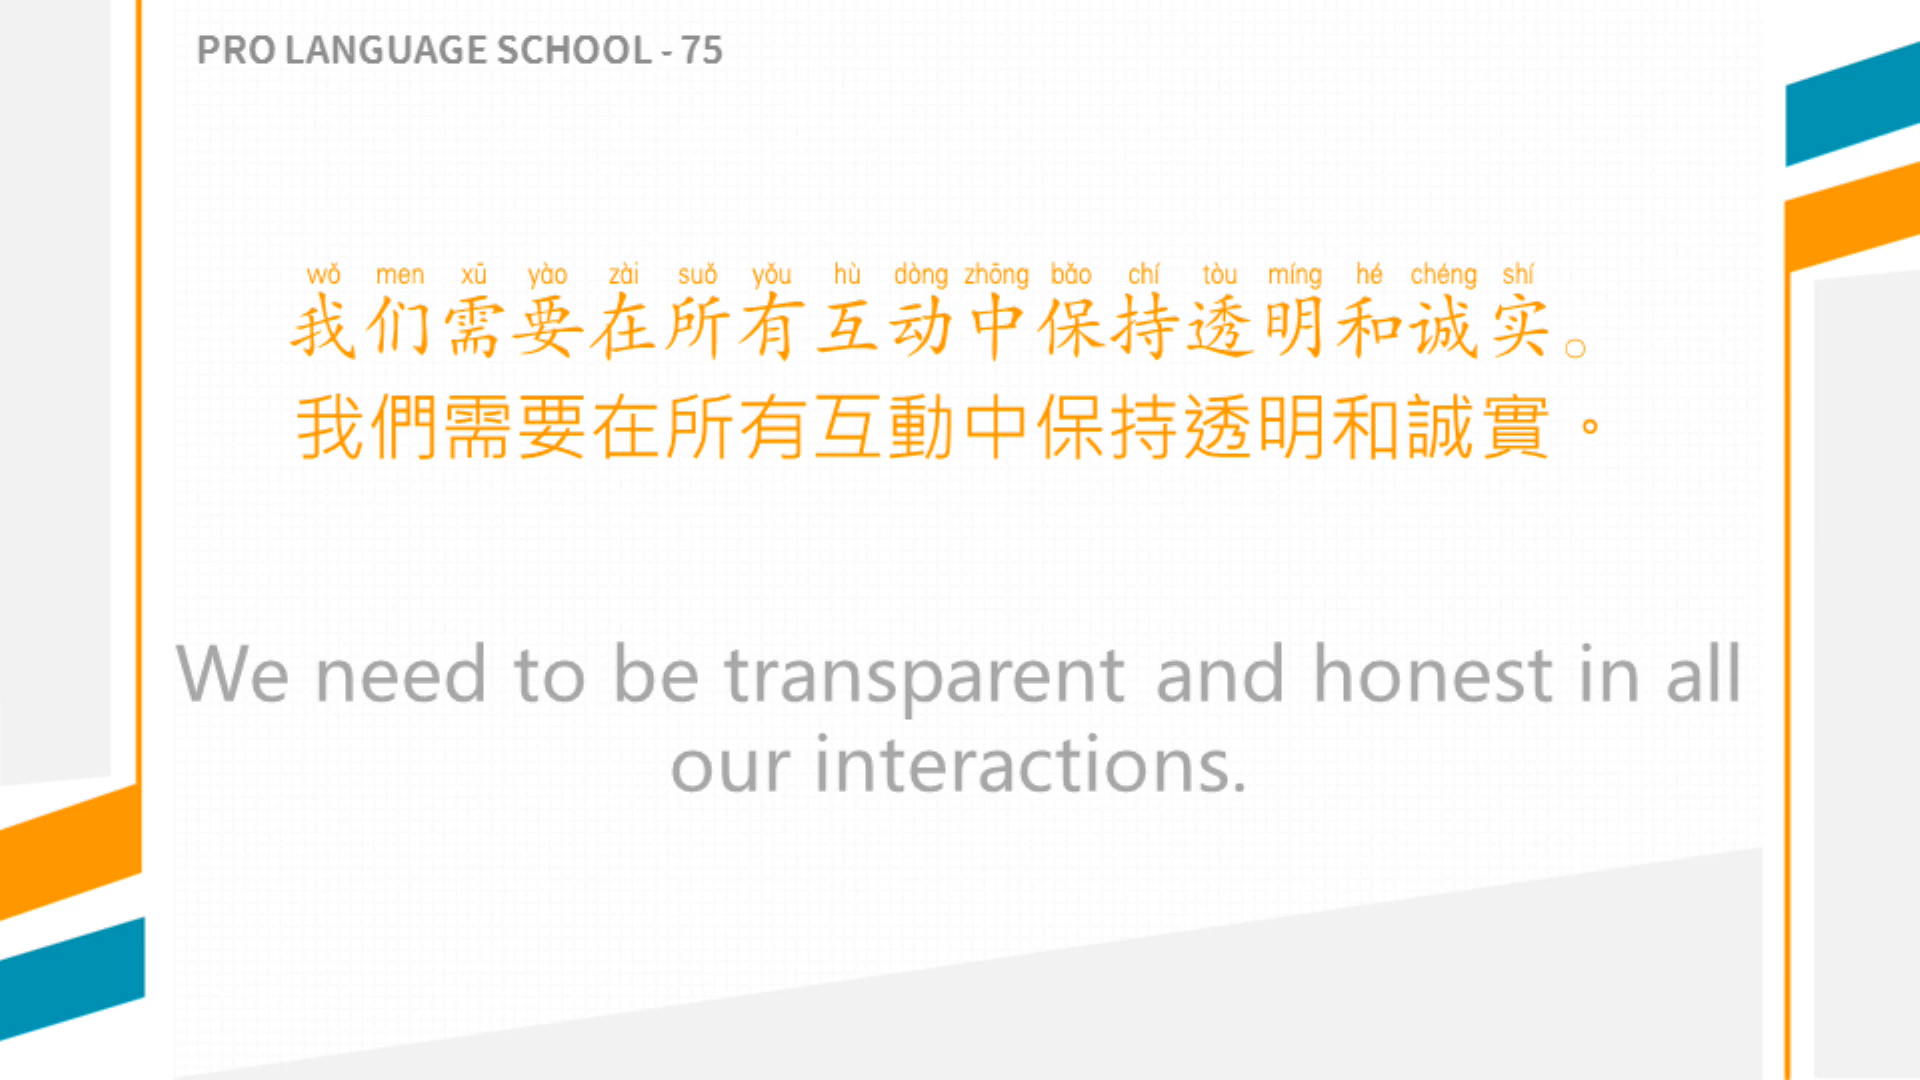 PRO LANGUAGE SCHOOL - 75
wǒ men xū yào zài suǒ yǒu hù dòng zhōng bǎo chí tòu míng hé chéng shí
我们需要在所有互动中保持透明和诚实。
我們需要在所有互動中保持透明和誠實。
We need to be transparent and honest in all
our interactions.